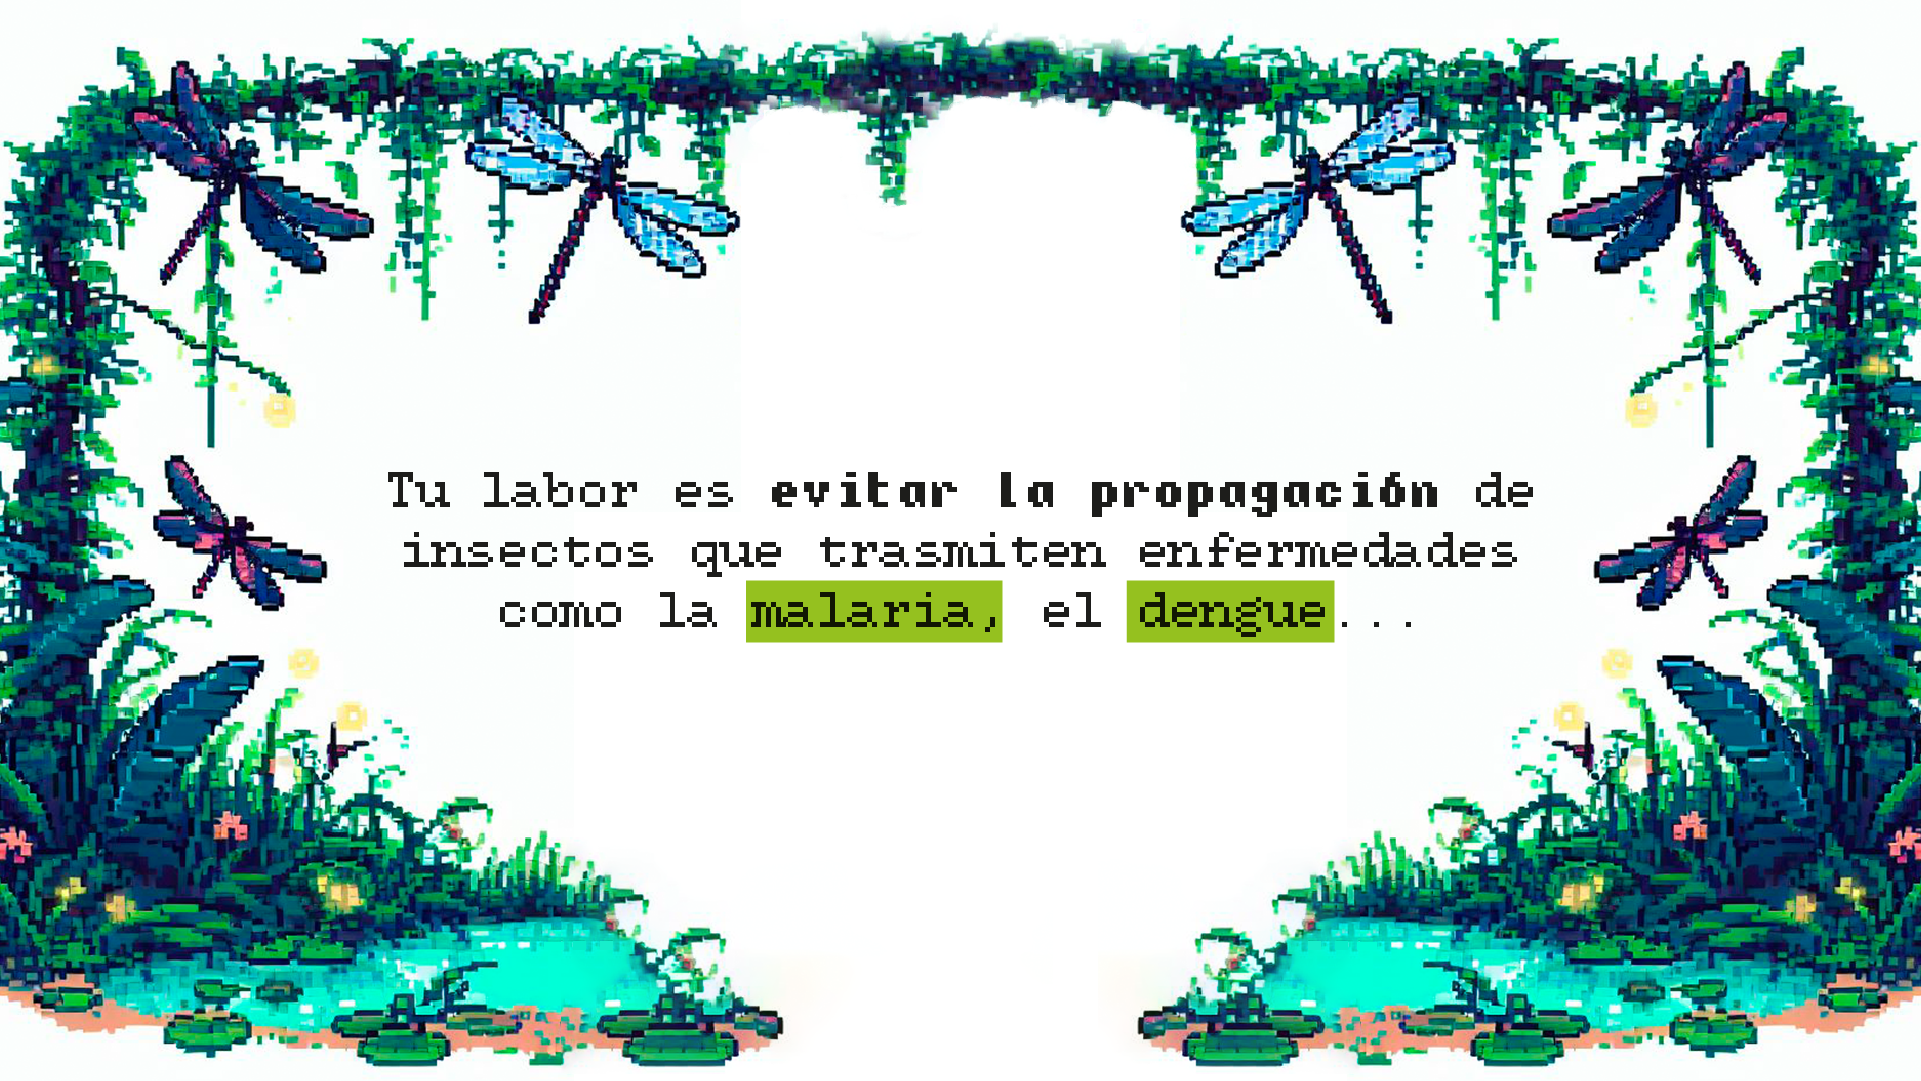 Tu labor es evitar la propagación de
insectos que trasmiten enfermedades
como la malaria, el dengue...